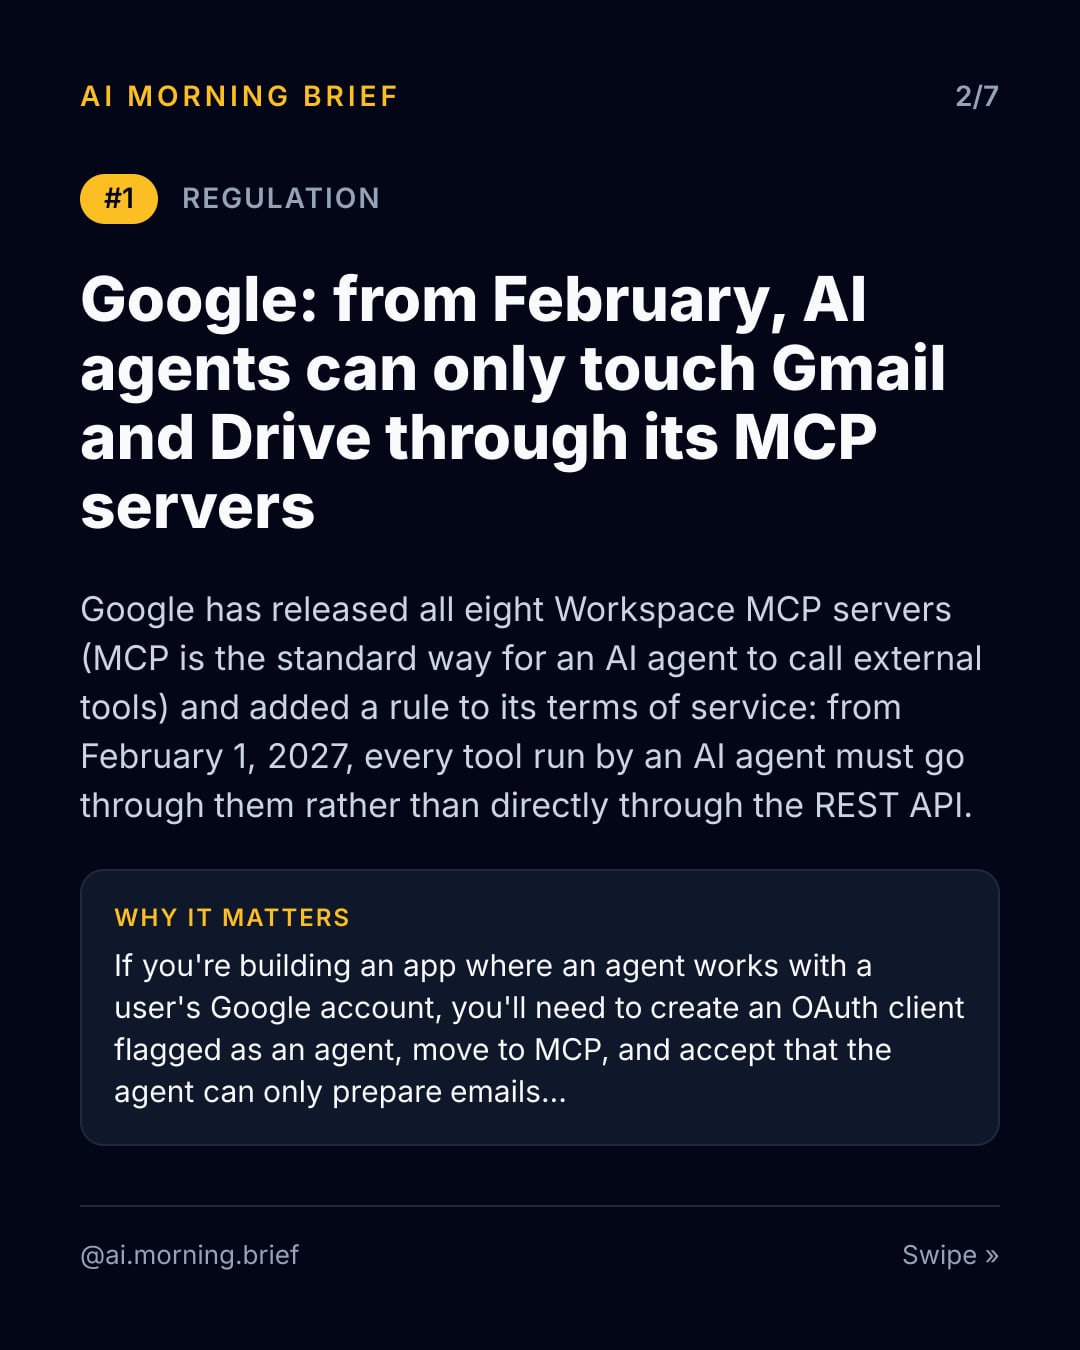 AI MORNING BRIEF
2/7
#1
REGULATION
Google: from February, AI
agents can only touch Gmail
and Drive through its MCP
servers
Google has released all eight Workspace MCP servers
(MCP is the standard way for an AI agent to call external
tools) and added a rule to its terms of service: from
February 1, 2027, every tool run by an AI agent must go
through them rather than directly through the REST API.
WHY IT MATTERS
If you're building an app where an agent works with a
user's Google account, you'll need to create an OAuth client
flagged as an agent, move to MCP, and accept that the
agent can only prepare emails...
@ai.morning.brief
Swipe »